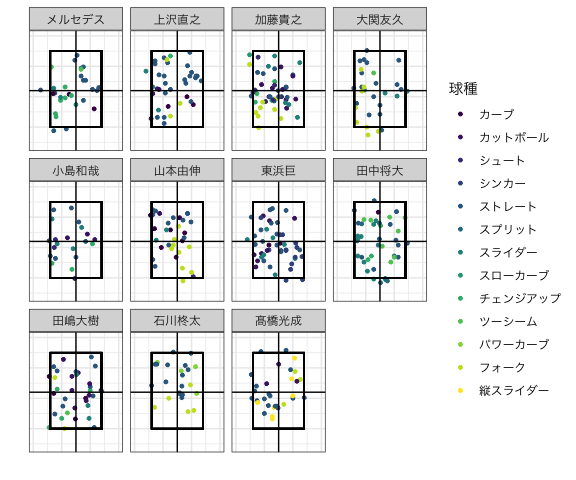 メルセデス
上沢直之
加藤貴之
大関友久
小島和哉
山本由伸
東浜巨
田中将大
田嶋大樹
石川柊太
髙橋光成
球種
カーブ
カットボール
シュート
シンカー
ストレート
スプリット
スライダー
スローカーブ
チェンジアップ
ツーシーム
パワーカーブ
フォーク
縦スライダー